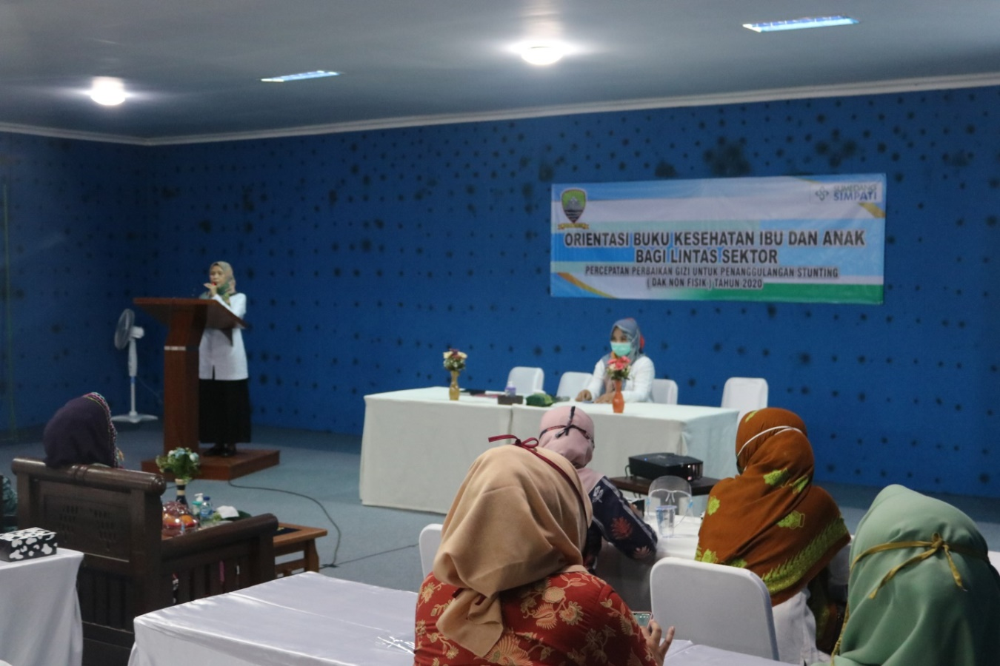 SUMEDANG
SIMPATI
ORIENTASI BUKU KESEHATAN IBU DAN ANAK
BAGI LINTAS SEKTOR
PERCEPATAN PERBAIKAN GIZI UNTUK PENANGGULANGAN STUNTING
( DAK NON FISIK ) TAHUN 2020